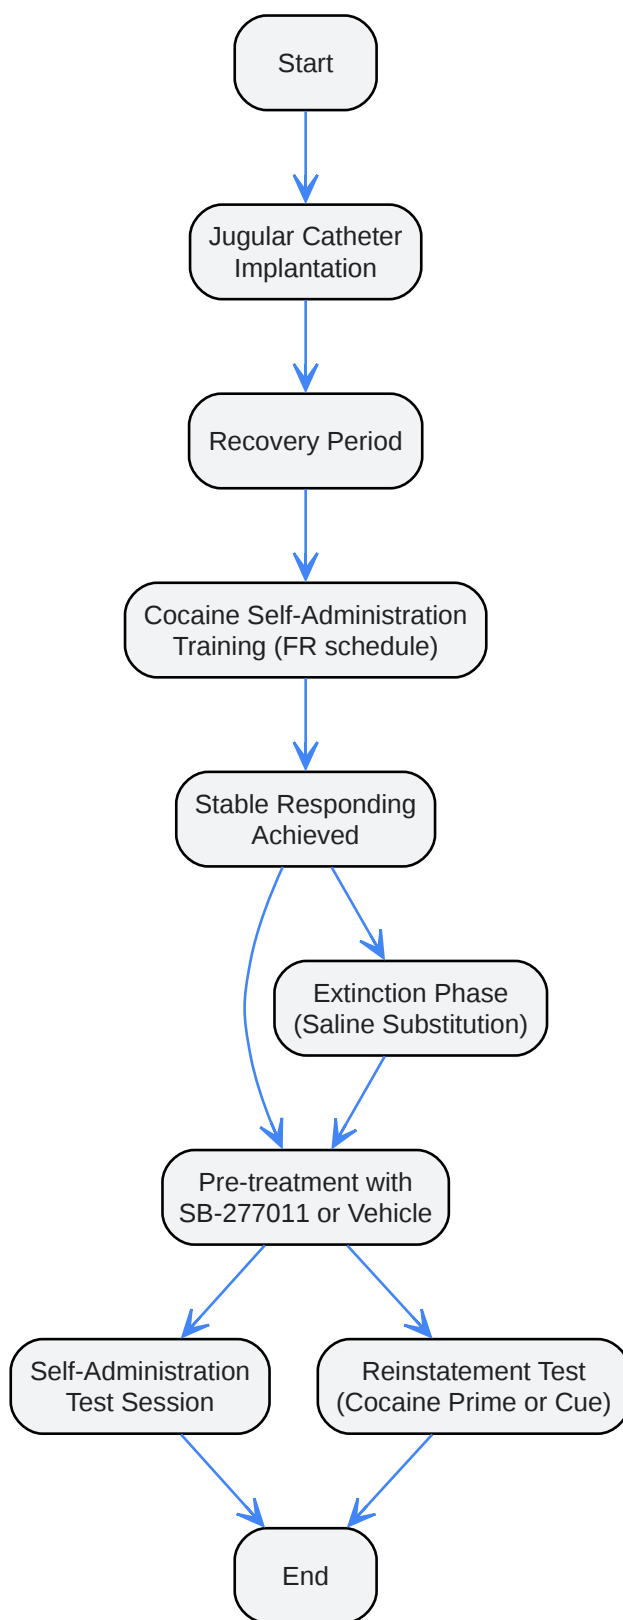 Start
Jugular Catheter
Implantation
Recovery Period
Cocaine Self-Administration
Training (FR schedule)
Stable Responding
Achieved
Extinction Phase
(Saline Substitution)
Pre-treatment with
SB-277011 or Vehicle
Self-Administration
Test Session
Reinstatement Test
(Cocaine Prime or Cue)
End